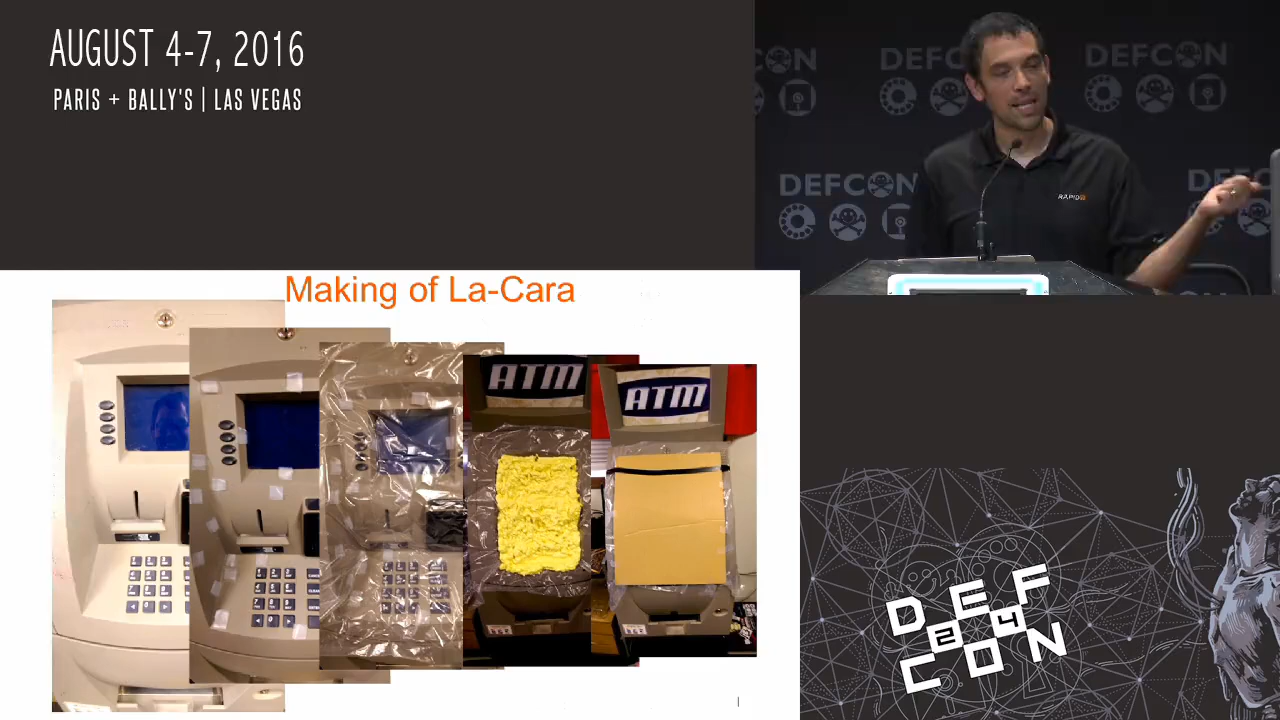 AUGUST 4-7, 2016
PARIS + BALLY'S | LAS VEGAS
DEFCON
DEFCON
DEFCON
RAPID7
Making of La-Cara
ATM
ATM
DEF
24
CON